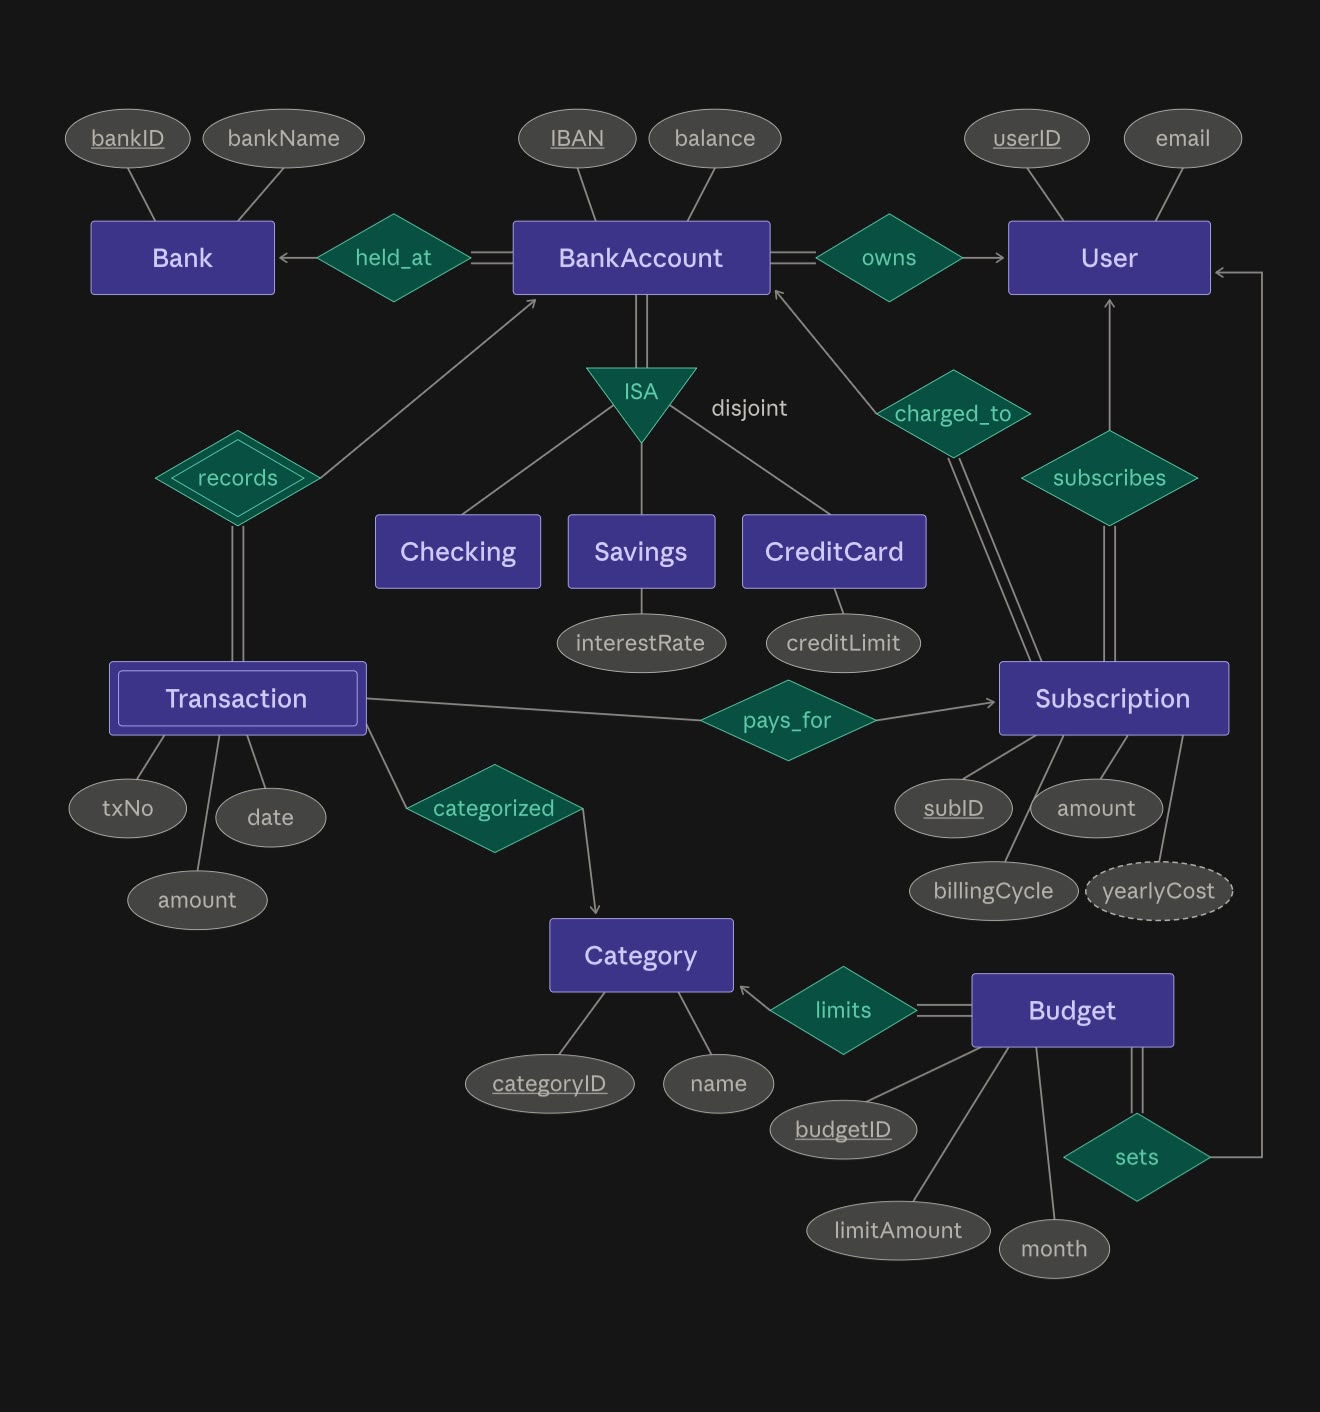 bankID
bankName
IBAN
balance
userID
email
Bank
held_at
BankAccount
owns
User
ISA
disjoint
charged_to
records
subscribes
Checking
Savings
CreditCard
interestRate
creditLimit
Transaction
pays_for
Subscription
txNo
date
amount
categorized
subID
amount
billingCycle
yearlyCost
Category
limits
Budget
categoryID
name
budgetID
sets
limitAmount
month